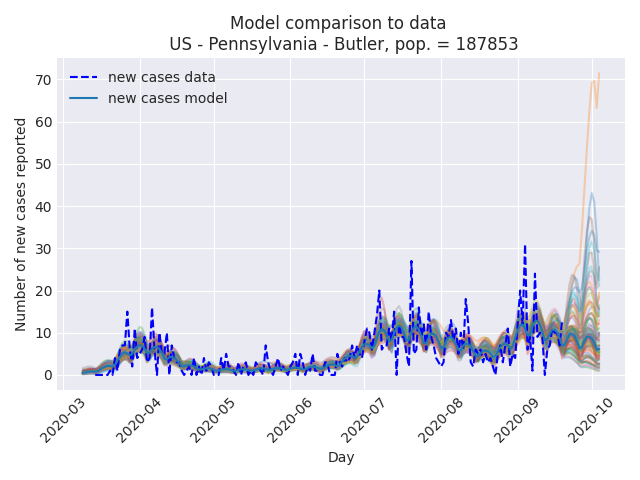 Model comparison to data
US - Pennsylvania - Butler, pop. = 187853
new cases data
new cases model
Number of new cases reported
70
60
50
40
30
20
10
0
2020-03
2020-04
2020-05
2020-06
2020-07
2020-08
2020-09
2020-10
Day